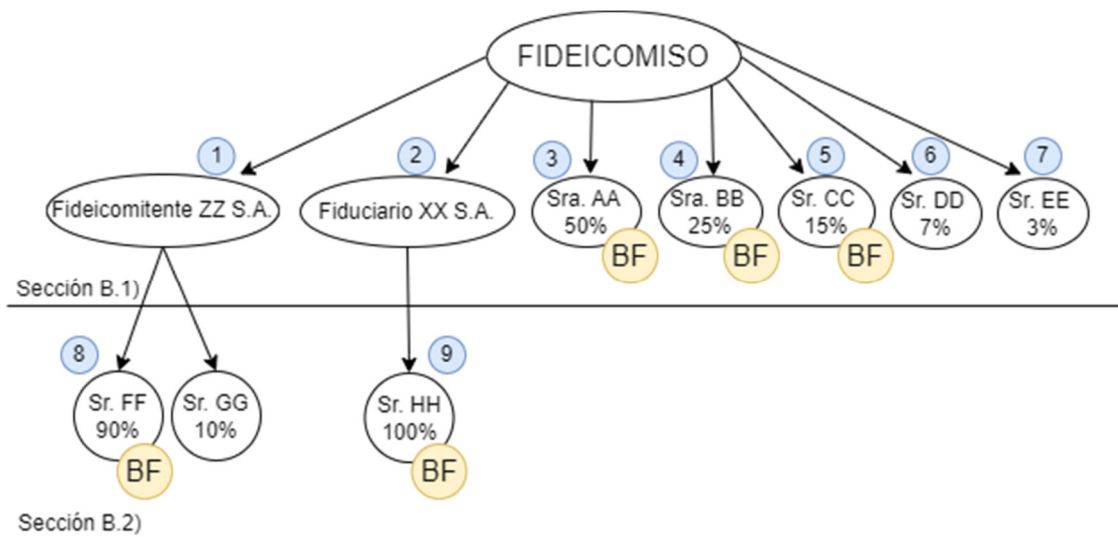 FIDEICOMISO
1
2
3
4
5
6
7
Fideicomitente ZZ S.A.
Fiduciario XX S.A.
Sra. AA
50%
BF
Sra. BB
25%
BF
Sr. CC
15%
BF
Sr. DD
7%
Sr. EE
3%
Sección B.1)
8
9
Sr. FF
90%
BF
Sr. GG
10%
Sr. HH
100%
BF
Sección B.2)